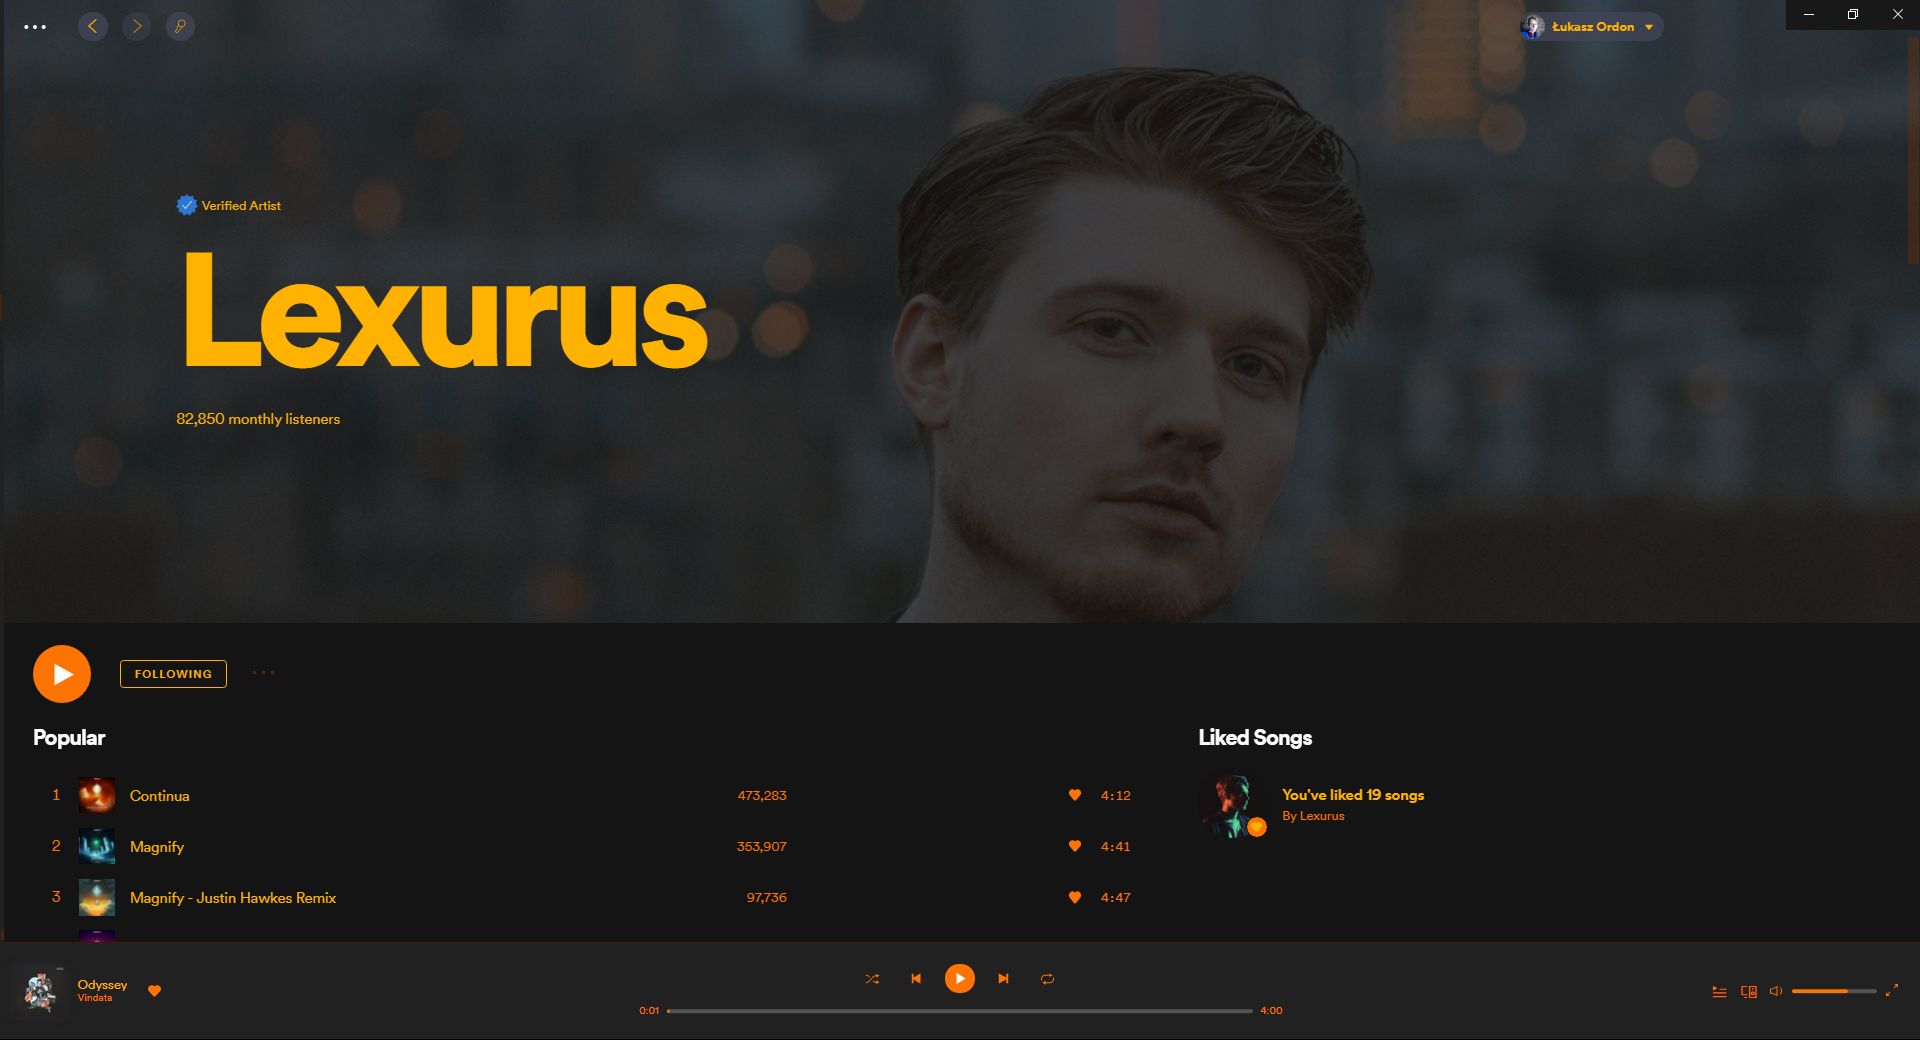 Łukasz Ordon
Verified Artist
Lexurus
82,850 monthly listeners
FOLLOWING
Popular
1 Continua 473,283 4:12
2 Magnify 353,907 4:41
3 Magnify - Justin Hawkes Remix 97,736 4:47
Liked Songs
You've liked 19 songs
By Lexurus
Odyssey
Vindata
0:01
4:00